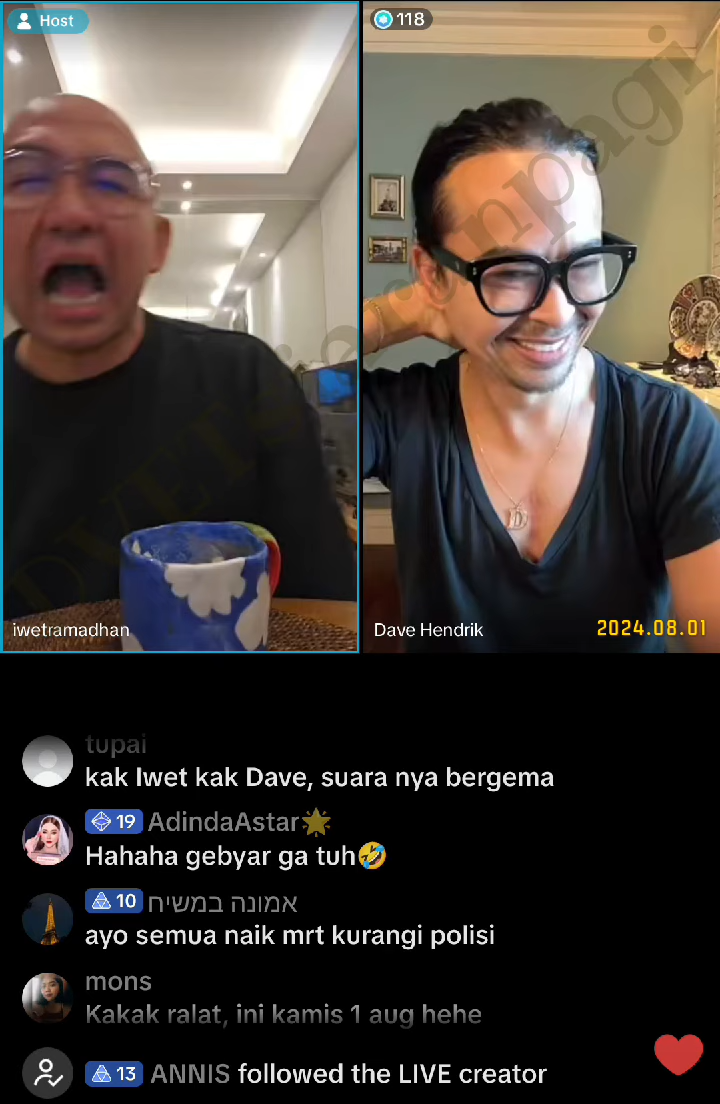 Host
118
DVETsiaranpagi
iwetramadhan
Dave Hendrik
2024.08.01
tupai
kak Iwet kak Dave, suara nya bergema
19 AdindaAstar🌟
Hahaha gebyar ga tuh🤣
10 אמונה במשיח
ayo semua naik mrt kurangi polisi
mons
Kakak ralat, ini kamis 1 aug hehe
13 ANNIS followed the LIVE creator